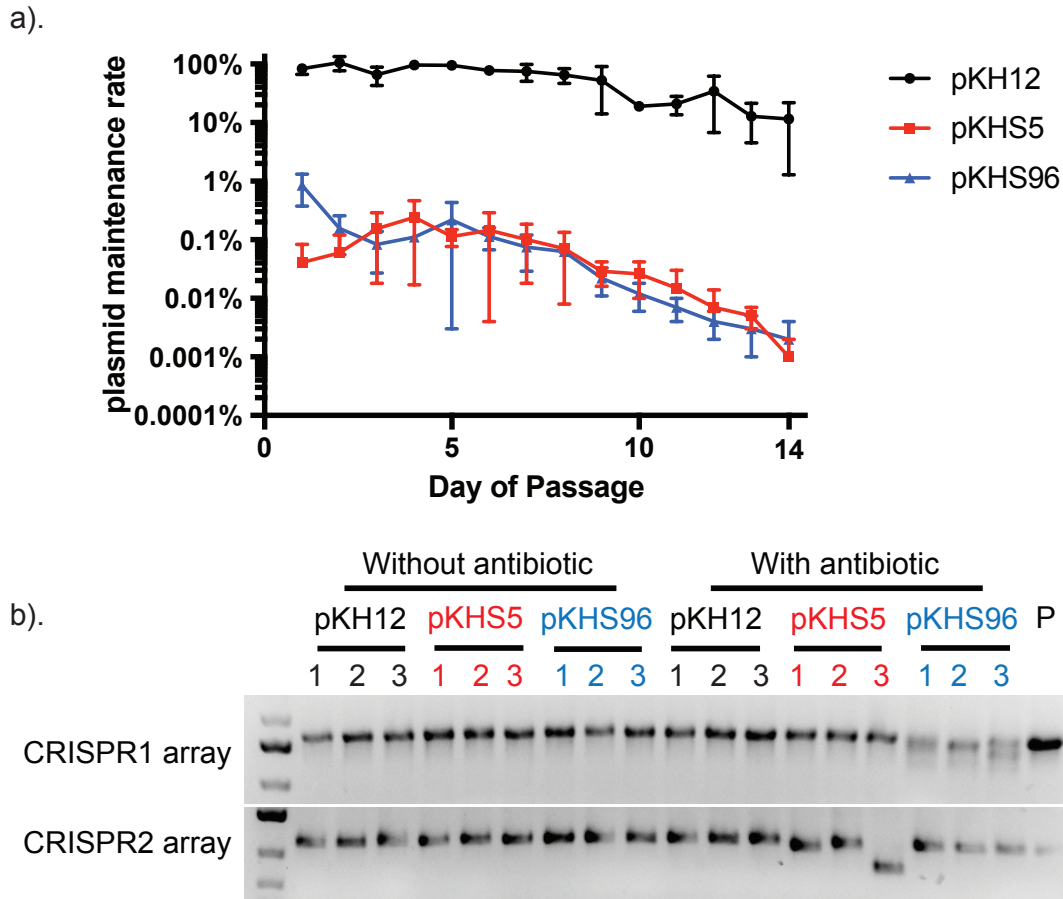 a).
plasmid maintenance rate
100%
10%
1%
0.1%
0.01%
0.001%
0.0001%
0 5 10 14
Day of Passage
pKH12
pKHS5
pKHS96
b).
Without antibiotic With antibiotic
pKH12 pKHS5 pKHS96 pKH12 pKHS5 pKHS96 P
1 2 3 1 2 3 1 2 3 1 2 3 1 2 3 1 2 3
CRISPR1 array
CRISPR2 array